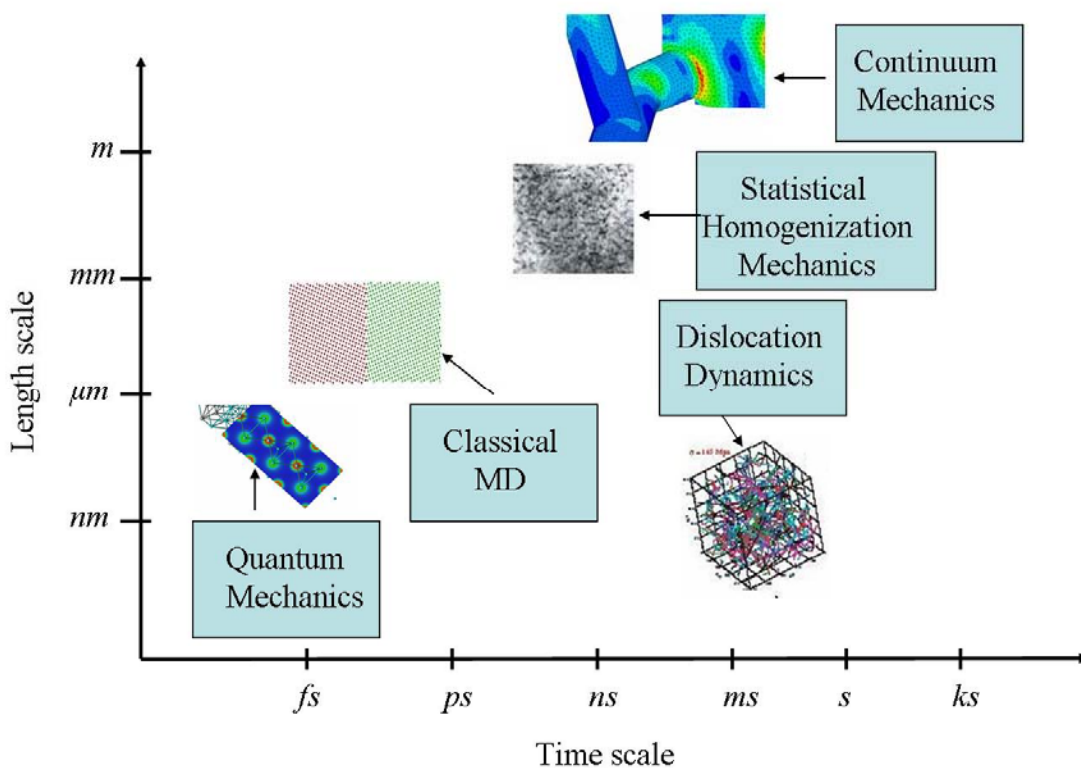 Continuum
Mechanics
m
Statistical
Homogenization
Mechanics
mm
Dislocation
Dynamics
μm
Classical
MD
nm
Quantum
Mechanics
Length scale
fs ps ns ms s ks
Time scale